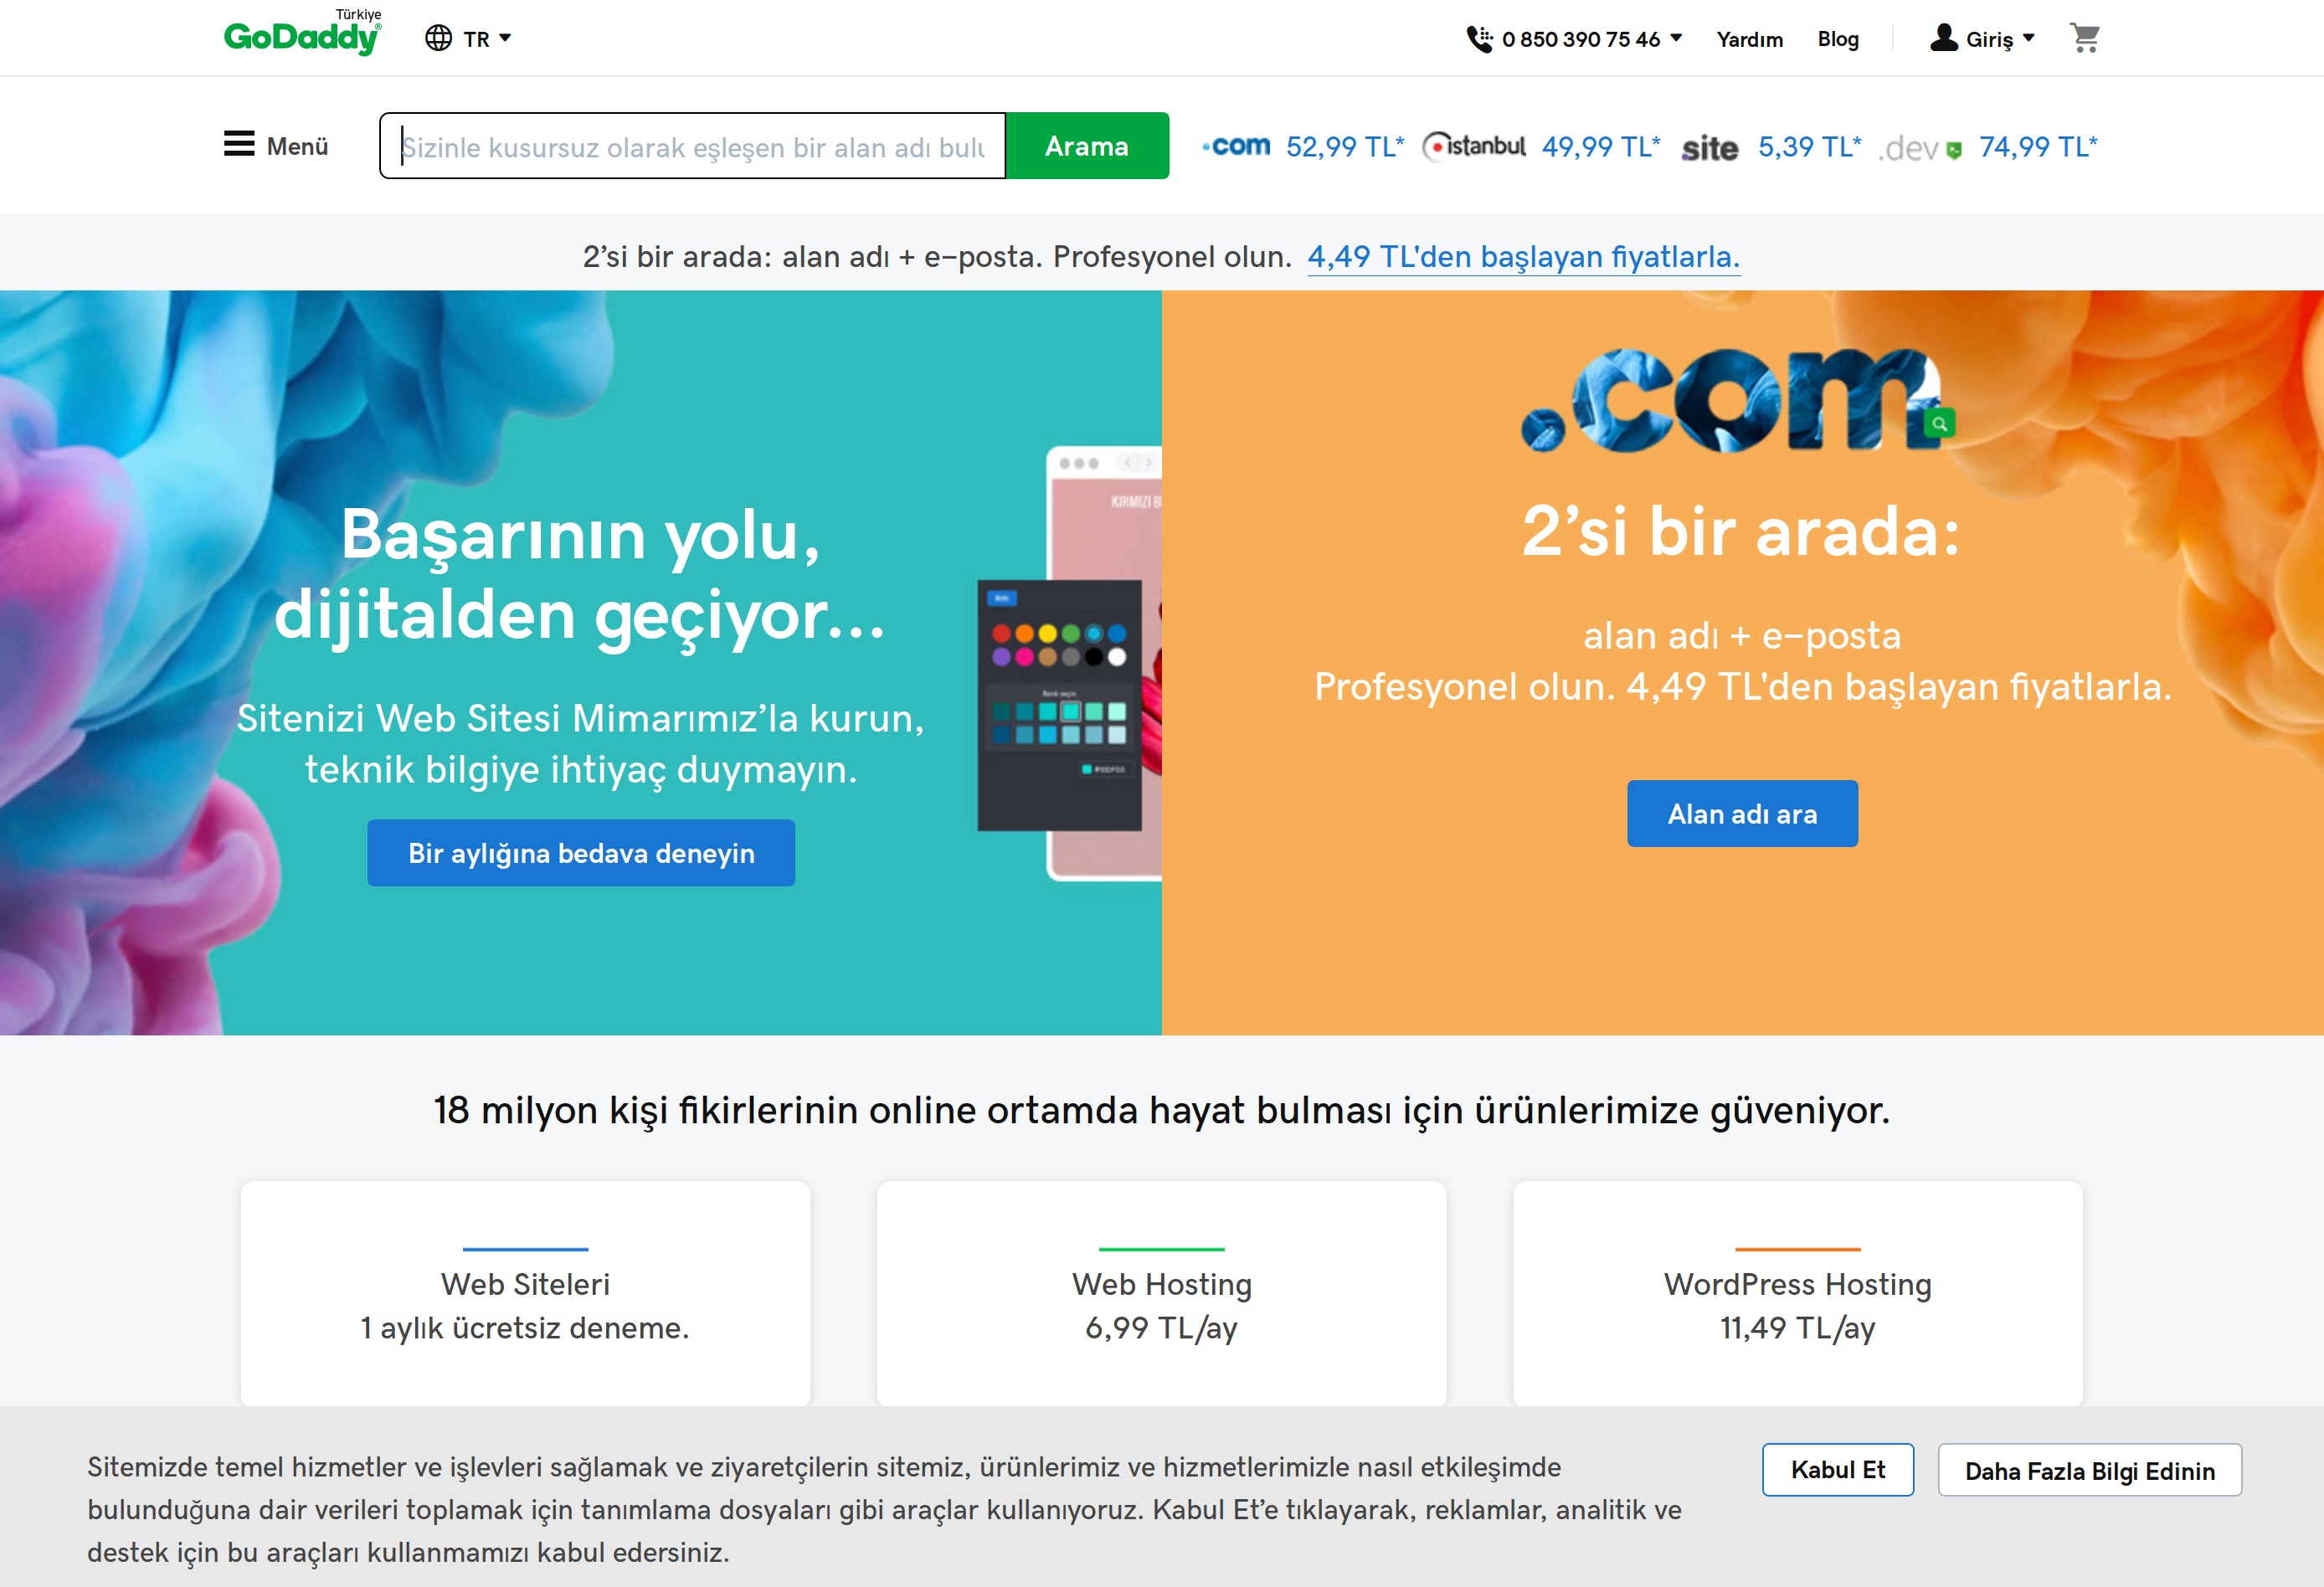 Türkiye
GoDaddy®
TR
0 850 390 75 46
Yardım
Blog
Giriş
Menü
Sizinle kusursuz olarak eşleşen bir alan adı bulu
Arama
.com 52,99 TL*
istanbul 49,99 TL*
site 5,39 TL*
.dev 74,99 TL*
2’si bir arada: alan adı + e-posta. Profesyonel olun. 4,49 TL'den başlayan fiyatlarla.
Başarının yolu,
dijitalden geçiyor...
Sitenizi Web Sitesi Mimarımız’la kurun,
teknik bilgiye ihtiyaç duymayın.
Bir aylığına bedava deneyin
KIRMIZI
Renk seçin
.com
2’si bir arada:
alan adı + e-posta
Profesyonel olun. 4,49 TL'den başlayan fiyatlarla.
Alan adı ara
18 milyon kişi fikirlerinin online ortamda hayat bulması için ürünlerimize güveniyor.
Web Siteleri
1 aylık ücretsiz deneme.
Web Hosting
6,99 TL/ay
WordPress Hosting
11,49 TL/ay
Sitemizde temel hizmetler ve işlevleri sağlamak ve ziyaretçilerin sitemiz, ürünlerimiz ve hizmetlerimizle nasıl etkileşimde
bulunduğuna dair verileri toplamak için tanımlama dosyaları gibi araçlar kullanıyoruz. Kabul Et’e tıklayarak, reklamlar, analitik ve
destek için bu araçları kullanmamızı kabul edersiniz.
Kabul Et
Daha Fazla Bilgi Edinin